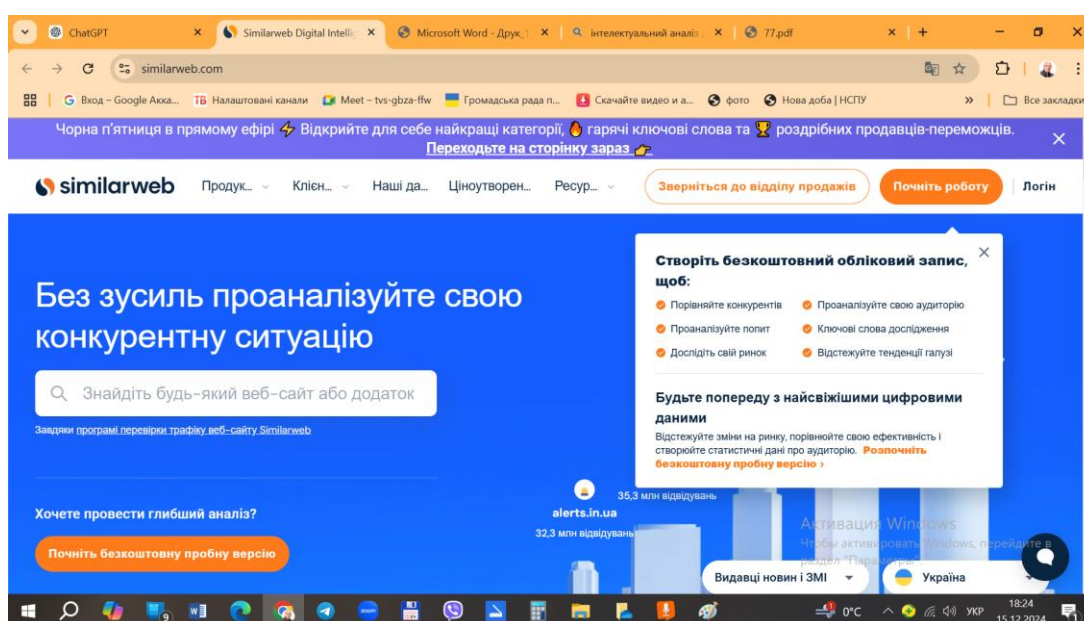 ChatGPT
Similarweb Digital Intellig
Microsoft Word - Друк_1
інтелектуальний аналіз
77.pdf
similarweb.com
Вход – Google Акка...
Налаштовані канали
Meet – tvs-gbza-ffw
Громадська рада п...
Скачайте видео и а...
фото
Нова доба | НСПУ
»
Все закладки
Чорна п’ятниця в прямому ефірі ⚡ Відкрийте для себе найкращі категорії, 🔥 гарячі ключові слова та 🏆 роздрібних продавців-переможців.
Переходьте на сторінку зараз 👉
similarweb
Продук...
Клієн...
Наші да...
Ціноутворен...
Ресур...
Зверніться до відділу продажів
Почніть роботу
Логін
Без зусиль проаналізуйте свою
конкурентну ситуацію
Знайдіть будь-який веб-сайт або додаток
Завдяки програмі перевірки трафіку веб-сайту Similarweb
Хочете провести глибший аналіз?
Почніть безкоштовну пробну версію
Створіть безкоштовний обліковий запис,
щоб:
Порівняйте конкурентів
Проаналізуйте свою аудиторію
Проаналізуйте попит
Ключові слова дослідження
Дослідіть свій ринок
Відстежуйте тенденції галузі
Будьте попереду з найсвіжішими цифровими
даними
Відстежуйте зміни на ринку, порівнюйте свою ефективність і
створюйте статистичні дані про аудиторію. Розпочніть
безкоштовну пробну версію ›
35,3 млн відвідувань
alerts.in.ua
32,3 млн відвідувань
Активация Windows
Чтобы активировать Windows, перейдите в
раздел "Параметры".
Видавці новин і ЗМІ
Україна
9
zoom
0°C
УКР
18:24
15.12.2024
1